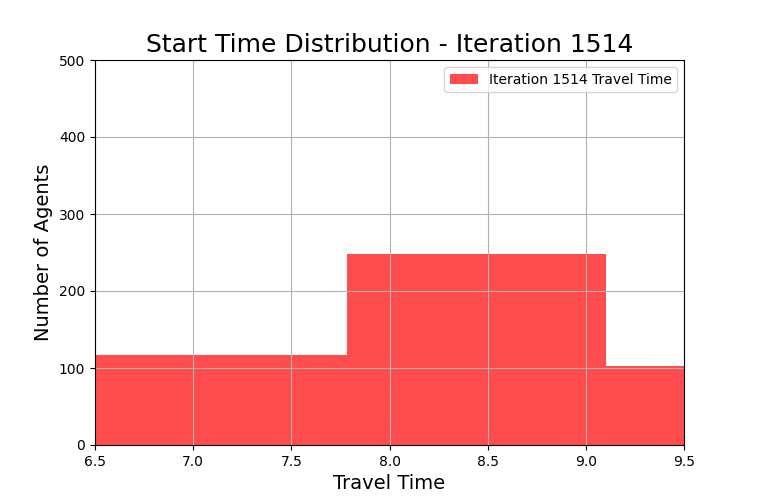 Start Time Distribution - Iteration 1514
500
Iteration 1514 Travel Time
400
300
200
100
0
Number of Agents
6.5 7.0 7.5 8.0 8.5 9.0 9.5
Travel Time